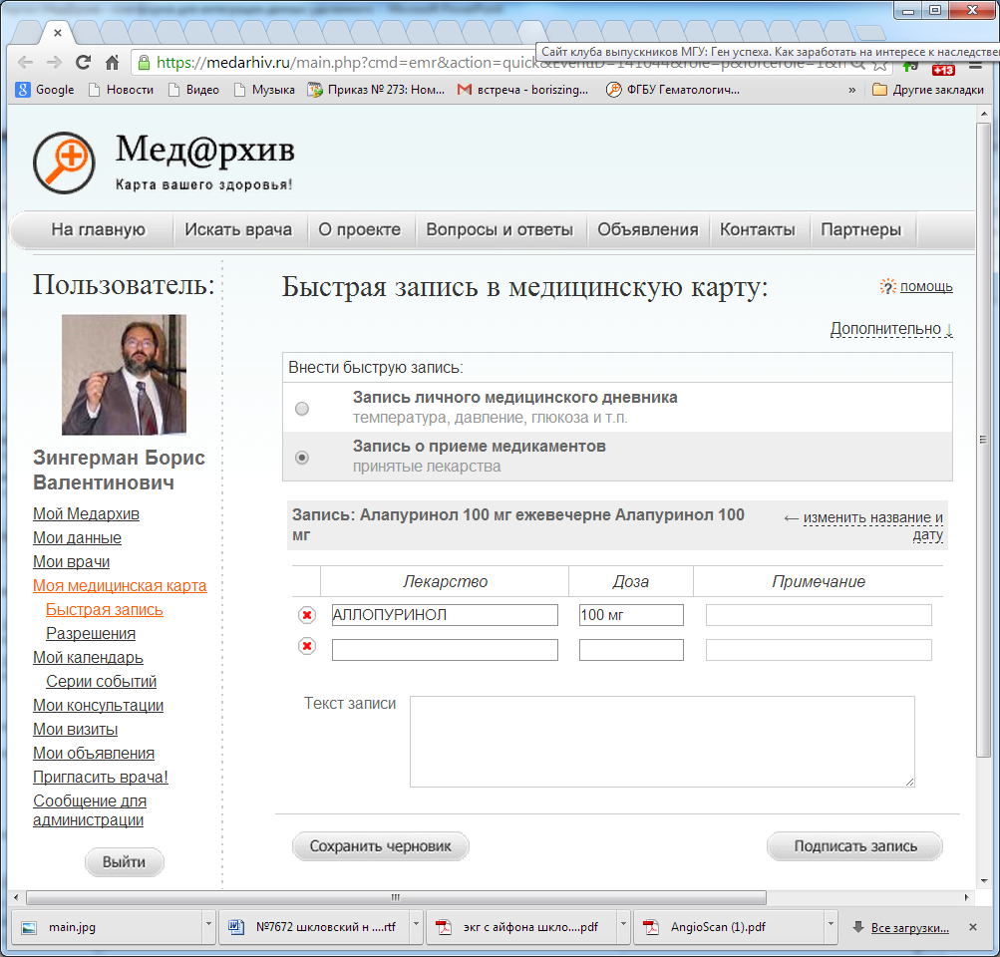 Сайт клуба выпускников МГУ: Ген успеха. Как заработать на интересе к наследстве
https://medarhiv.ru/main.php?cmd=emr&action=quick
+13
Google Новости Видео Музыка Приказ № 273: Ном... встреча - boriszing... ФГБУ Гематологич... » Другие закладки
Мед@рхив
Карта вашего здоровья!
На главную Искать врача О проекте Вопросы и ответы Объявления Контакты Партнеры
Пользователь:
Зингерман Борис
Валентинович
Мой Медархив
Мои данные
Мои врачи
Моя медицинская карта
Быстрая запись
Разрешения
Мой календарь
Серии событий
Мои консультации
Мои визиты
Мои объявления
Пригласить врача!
Сообщение для
администрации
Выйти
Быстрая запись в медицинскую карту:
помощь
Дополнительно ↓
Внести быструю запись:
Запись личного медицинского дневника
температура, давление, глюкоза и т.п.
Запись о приеме медикаментов
принятые лекарства
Запись: Алапуринол 100 мг ежевечерне Алапуринол 100
мг
← изменить название и
дату
Лекарство Доза Примечание
АЛЛОПУРИНОЛ 100 мг
Текст записи
Сохранить черновик Подписать запись
main.jpg №7672 шкловский н ....rtf экг с айфона шкло....pdf AngioScan (1).pdf Все загрузки...